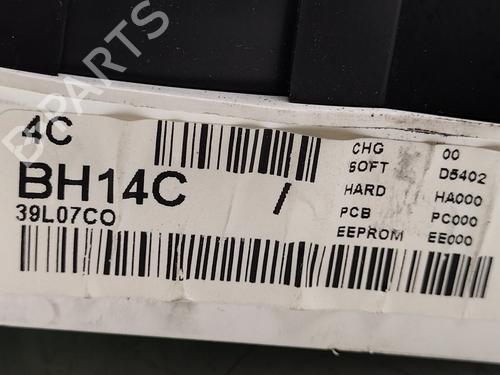 B-PARTS
4C
BH14C /
39L07CO
CHG 00
SOFT D5402
HARD HA000
PCB PC000
EEPROM EE000